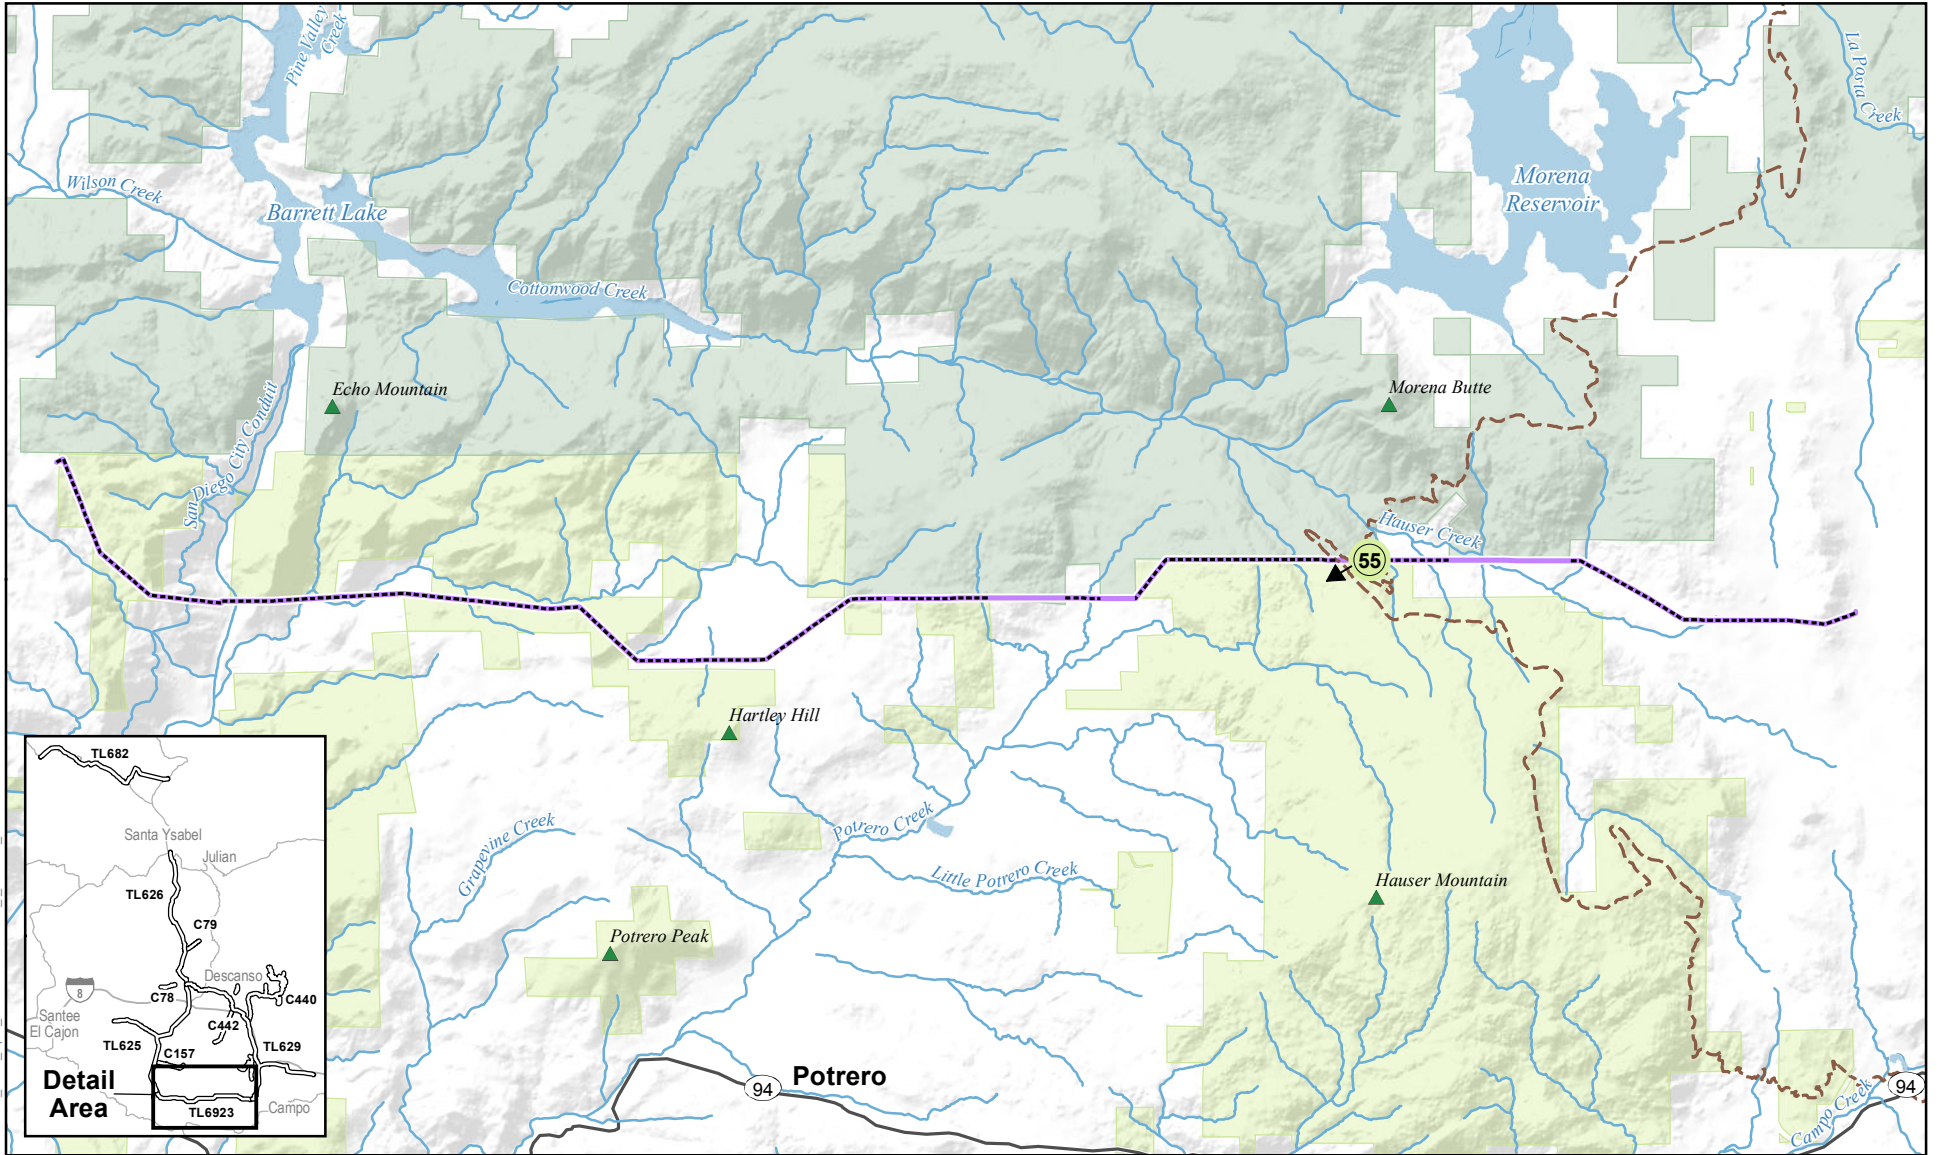 Pine Valley
Creek
La Posta Creek
Wilson Creek
Barrett Lake
Morena
Reservoir
Cottonwood Creek
Echo Mountain
Morena Butte
San Diego City Conduit
Hauser Creek
55
Hartley Hill
Potrero Creek
Grapevine Creek
Little Potrero Creek
Hauser Mountain
Potrero Peak
94
Potrero
94
Campo Creek
TL682
Santa Ysabel
Julian
TL626
C79
Descanso
8
C78
C440
Santee
El Cajon
C442
TL625
C157
TL629
Detail
Area
TL6923
Campo